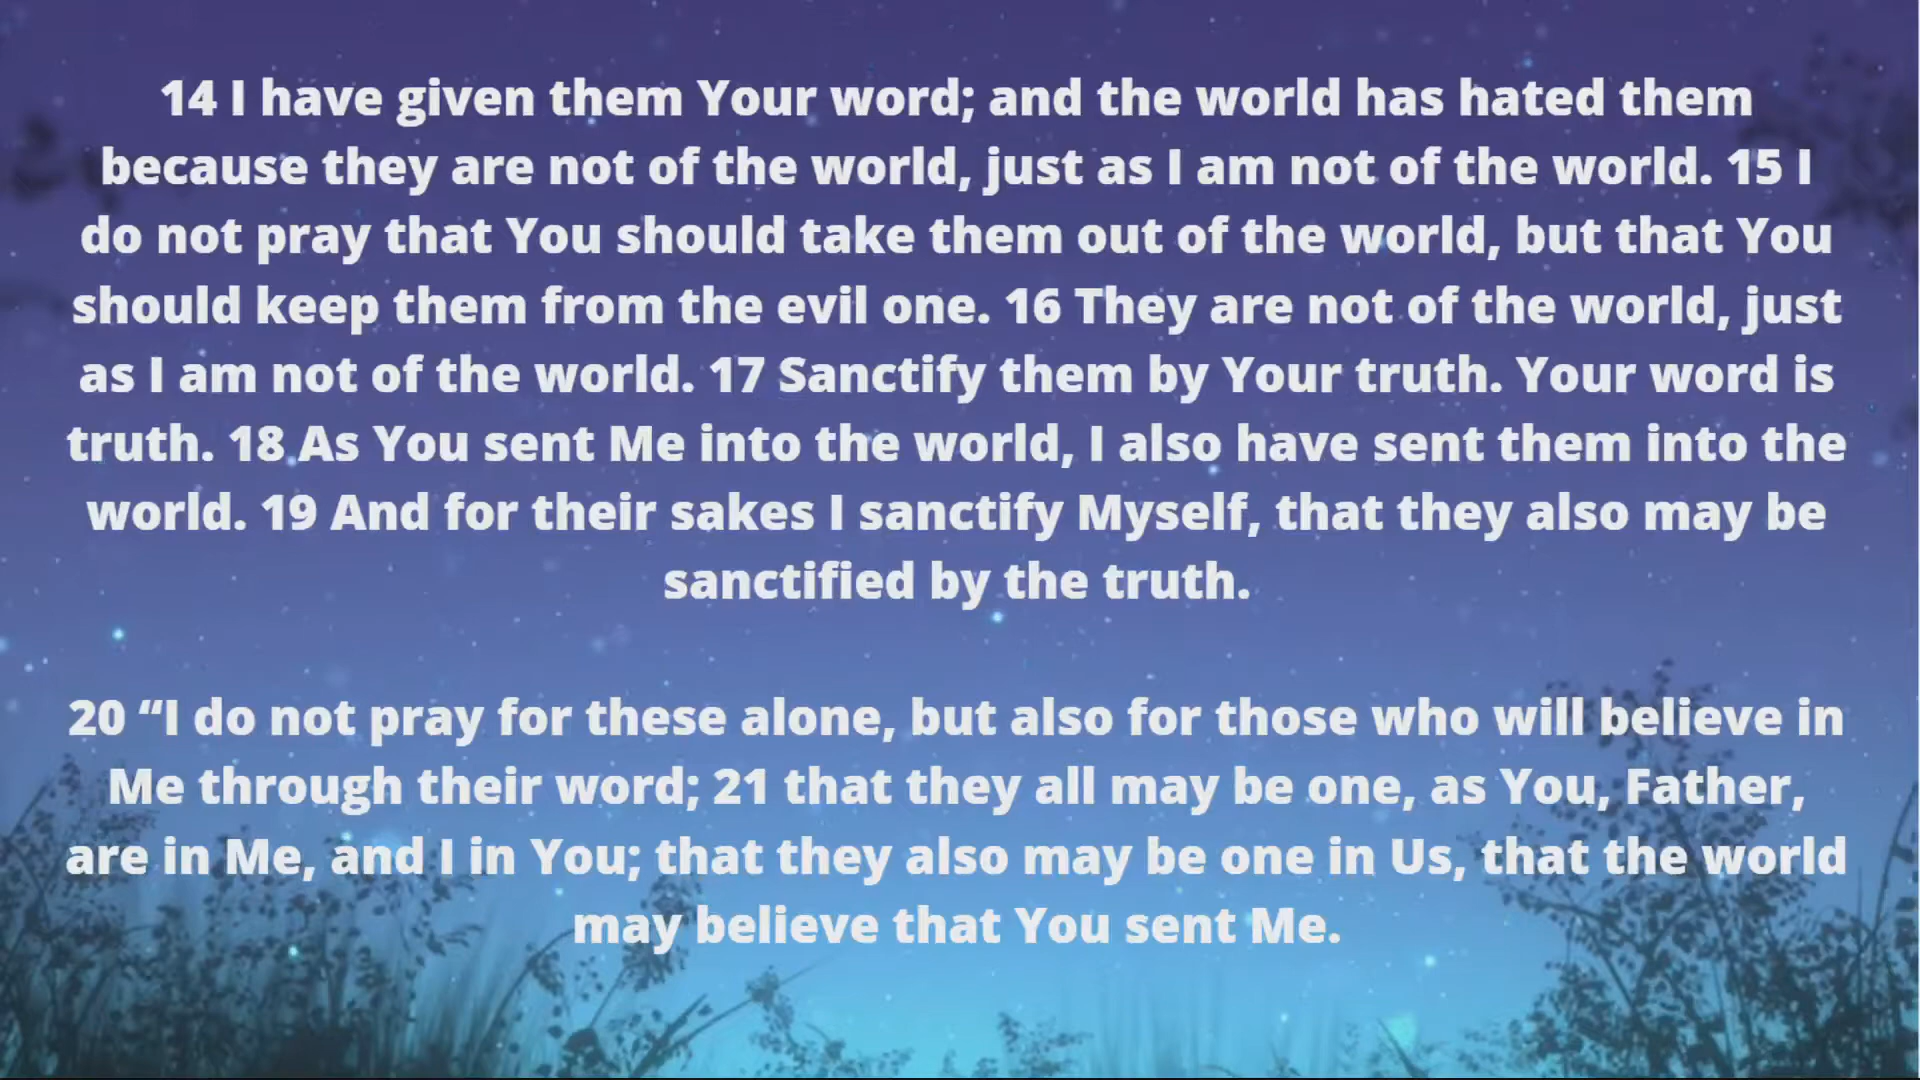 14 I have given them Your word; and the world has hated them
because they are not of the world, just as I am not of the world. 15 I
do not pray that You should take them out of the world, but that You
should keep them from the evil one. 16 They are not of the world, just
as I am not of the world. 17 Sanctify them by Your truth. Your word is
truth. 18 As You sent Me into the world, I also have sent them into the
world. 19 And for their sakes I sanctify Myself, that they also may be
sanctified by the truth.
20 “I do not pray for these alone, but also for those who will believe in
Me through their word; 21 that they all may be one, as You, Father,
are in Me, and I in You; that they also may be one in Us, that the world
may believe that You sent Me.